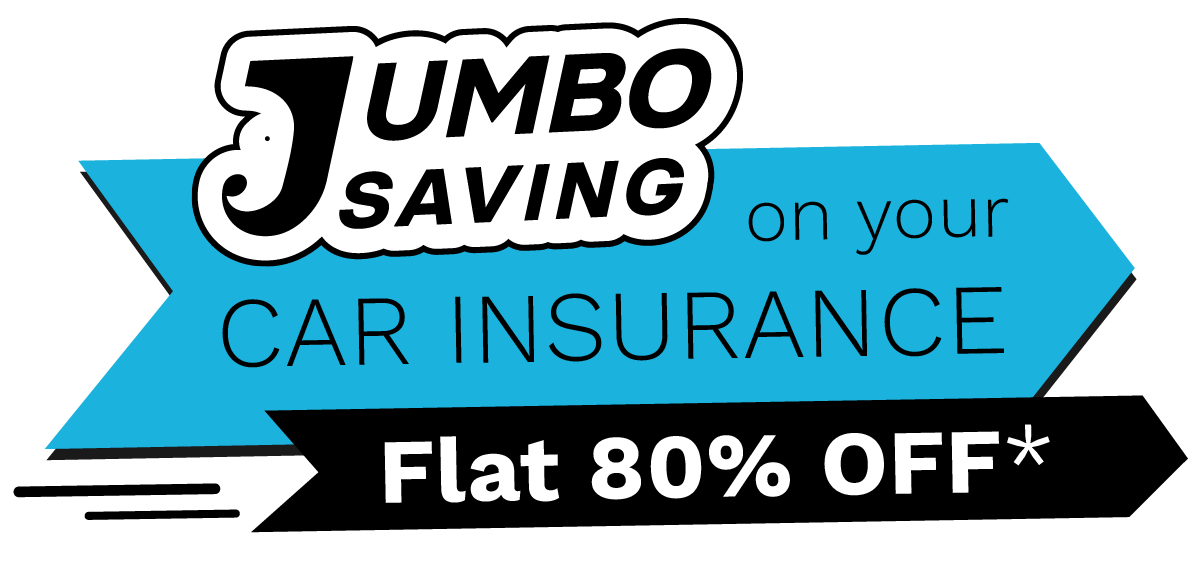 JUMBO
SAVING
on your
CAR INSURANCE
Flat 80% OFF*